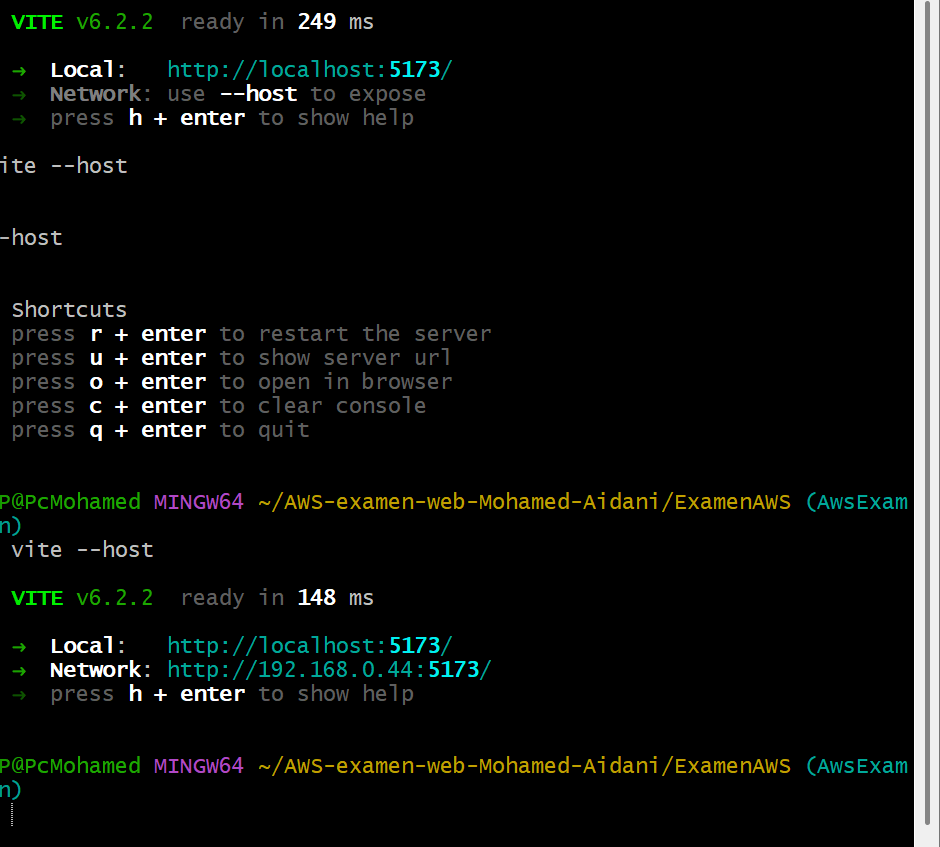 VITE v6.2.2 ready in 249 ms
➜ Local: http://localhost:5173/
➜ Network: use --host to expose
➜ press h + enter to show help
ite --host
-host
Shortcuts
press r + enter to restart the server
press u + enter to show server url
press o + enter to open in browser
press c + enter to clear console
press q + enter to quit
P@PcMohamed MINGW64 ~/AWS-examen-web-Mohamed-Aidani/ExamenAWS (AwsExam
n)
vite --host
VITE v6.2.2 ready in 148 ms
➜ Local: http://localhost:5173/
➜ Network: http://192.168.0.44:5173/
➜ press h + enter to show help
P@PcMohamed MINGW64 ~/AWS-examen-web-Mohamed-Aidani/ExamenAWS (AwsExam
n)